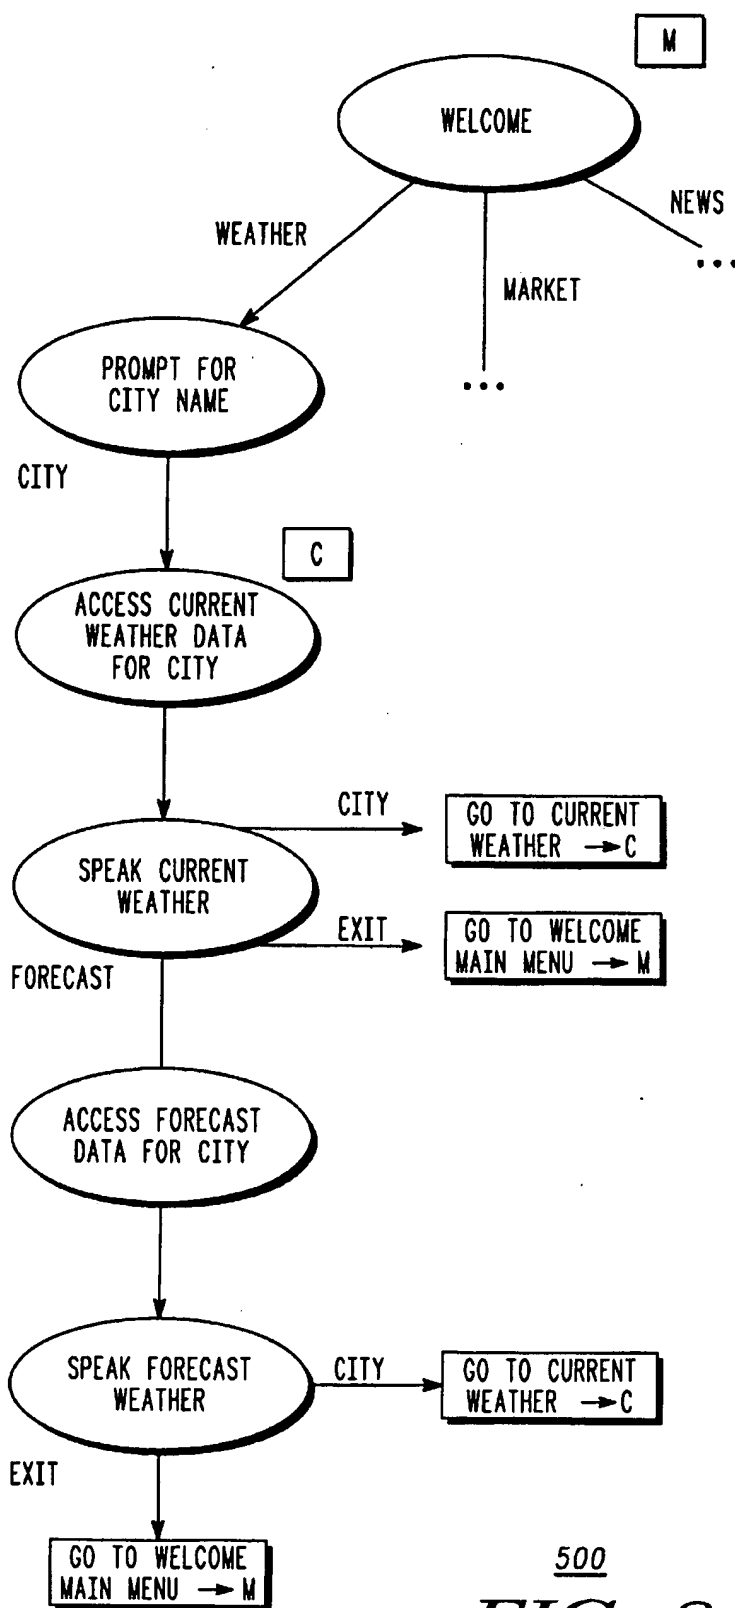 M
WELCOME
NEWS
WEATHER
MARKET
...
...
PROMPT FOR
CITY NAME
CITY
C
ACCESS CURRENT
WEATHER DATA
FOR CITY
CITY
GO TO CURRENT
WEATHER → C
SPEAK CURRENT
WEATHER
EXIT
GO TO WELCOME
MAIN MENU → M
FORECAST
ACCESS FORECAST
DATA FOR CITY
SPEAK FORECAST
WEATHER
CITY
GO TO CURRENT
WEATHER → C
EXIT
GO TO WELCOME
MAIN MENU → M
500
FIG.